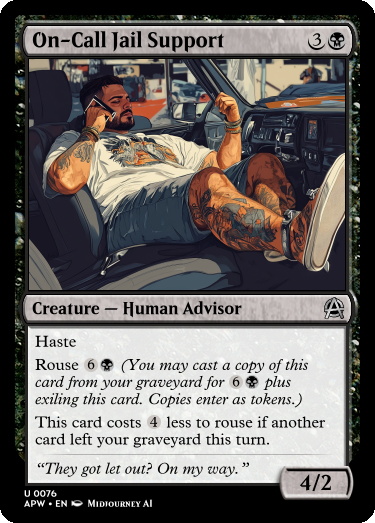 On-Call Jail Support 3
Creature — Human Advisor
Haste
Rouse 6 (You may cast a copy of this
card from your graveyard for 6 plus
exiling this card. Copies enter as tokens.)
This card costs 4 less to rouse if another
card left your graveyard this turn.
“They got let out? On my way.”
4/2
U 0076
APW • EN Midjourney AI